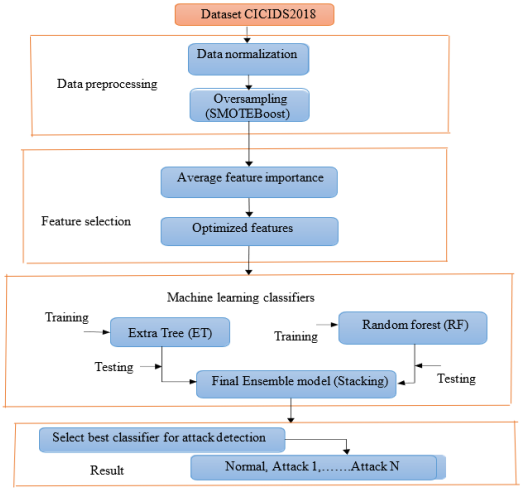 Dataset CICIDS2018
Data normalization
Data preprocessing
Oversampling
(SMOTEBoost)
Average feature importance
Feature selection
Optimized features
Machine learning classifiers
Training
Extra Tree (ET)
Training
Random forest (RF)
Testing
Final Ensemble model (Stacking)
Testing
Select best classifier for attack detection
Result
Normal, Attack 1,.......Attack N